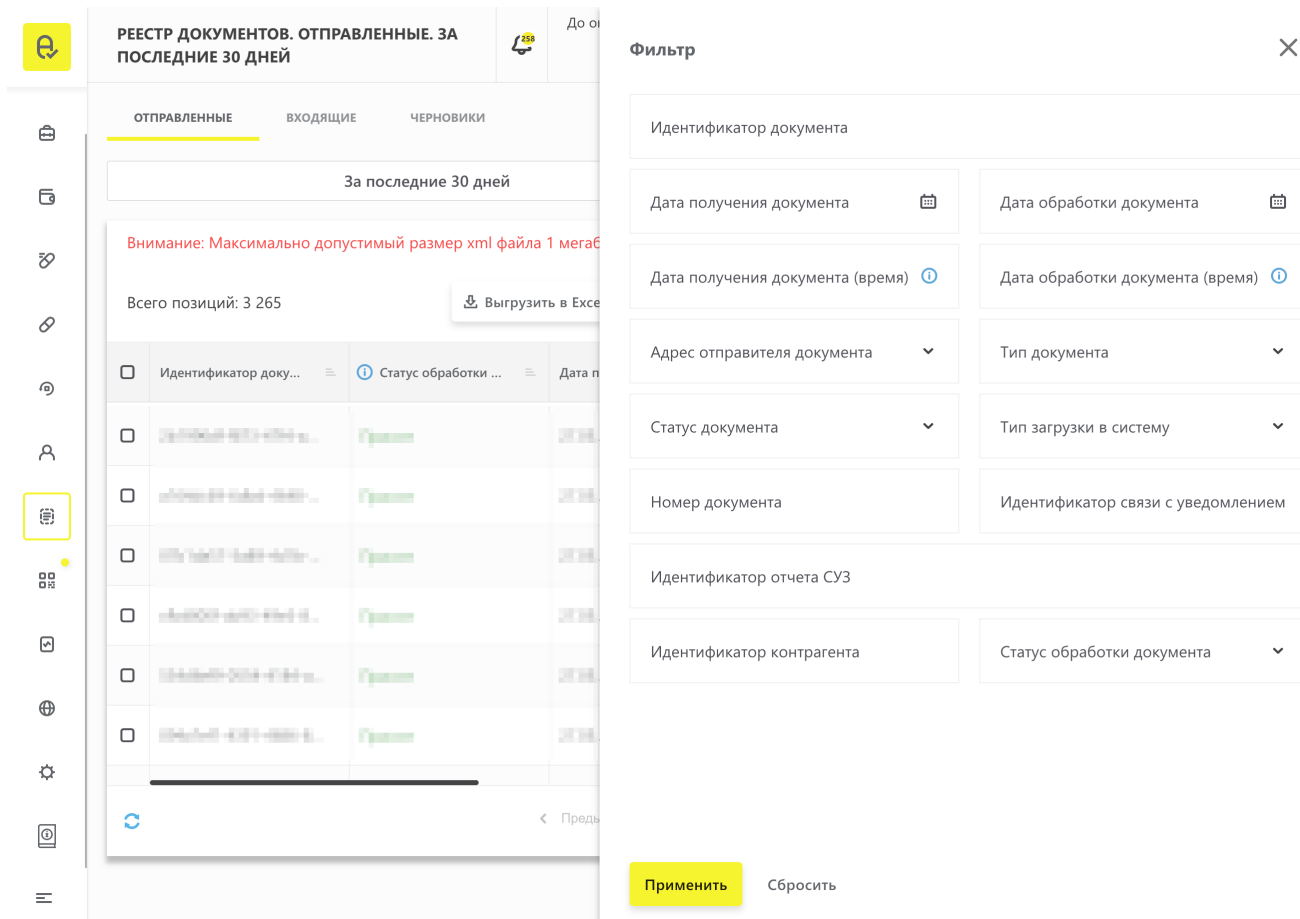 РЕЕСТР ДОКУМЕНТОВ. ОТПРАВЛЕННЫЕ. ЗА
ПОСЛЕДНИЕ 30 ДНЕЙ
258
До
ОТПРАВЛЕННЫЕ
ВХОДЯЩИЕ
ЧЕРНОВИКИ
За последние 30 дней
Внимание: Максимально допустимый размер xml файла 1 мегаб
Всего позиций: 3 265
Выгрузить в Exce
Идентификатор доку...
Статус обработки ...
Дата п
Предь
Фильтр
Идентификатор документа
Дата получения документа
Дата обработки документа
Дата получения документа (время)
Дата обработки документа (время)
Адрес отправителя документа
Тип документа
Статус документа
Тип загрузки в систему
Номер документа
Идентификатор связи с уведомлением
Идентификатор отчета СУЗ
Идентификатор контрагента
Статус обработки документа
Применить
Сбросить